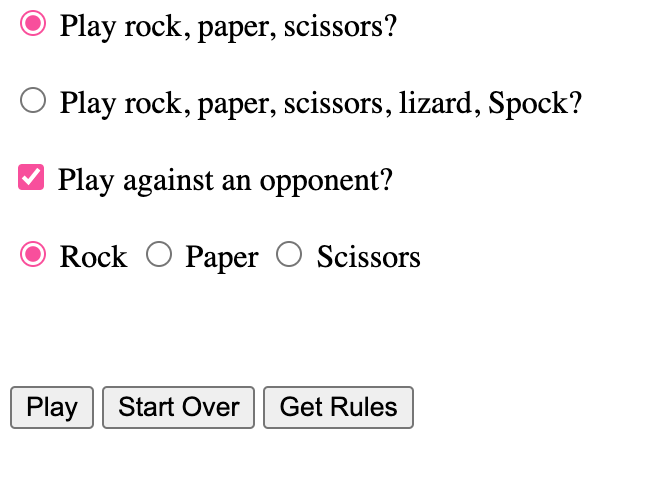 Play rock, paper, scissors?
Play rock, paper, scissors, lizard, Spock?
Play against an opponent?
Rock Paper Scissors
Play Start Over Get Rules